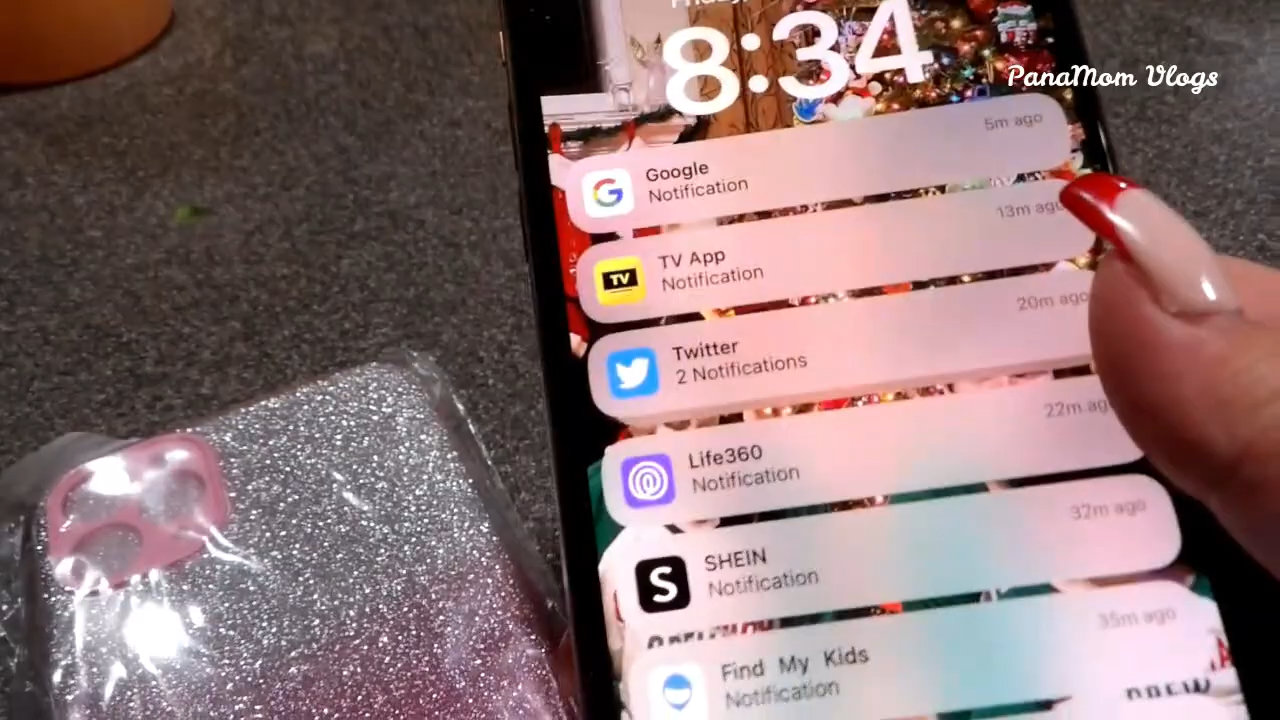 8:34
PanaMom Vlogs
5m ago
Google
Notification
13m ago
TV App
TV
Notification
20m ago
Twitter
2 Notifications
22m ago
Life360
Notification
32m ago
SHEIN
S
Notification
35m ago
Find My Kids
Notification